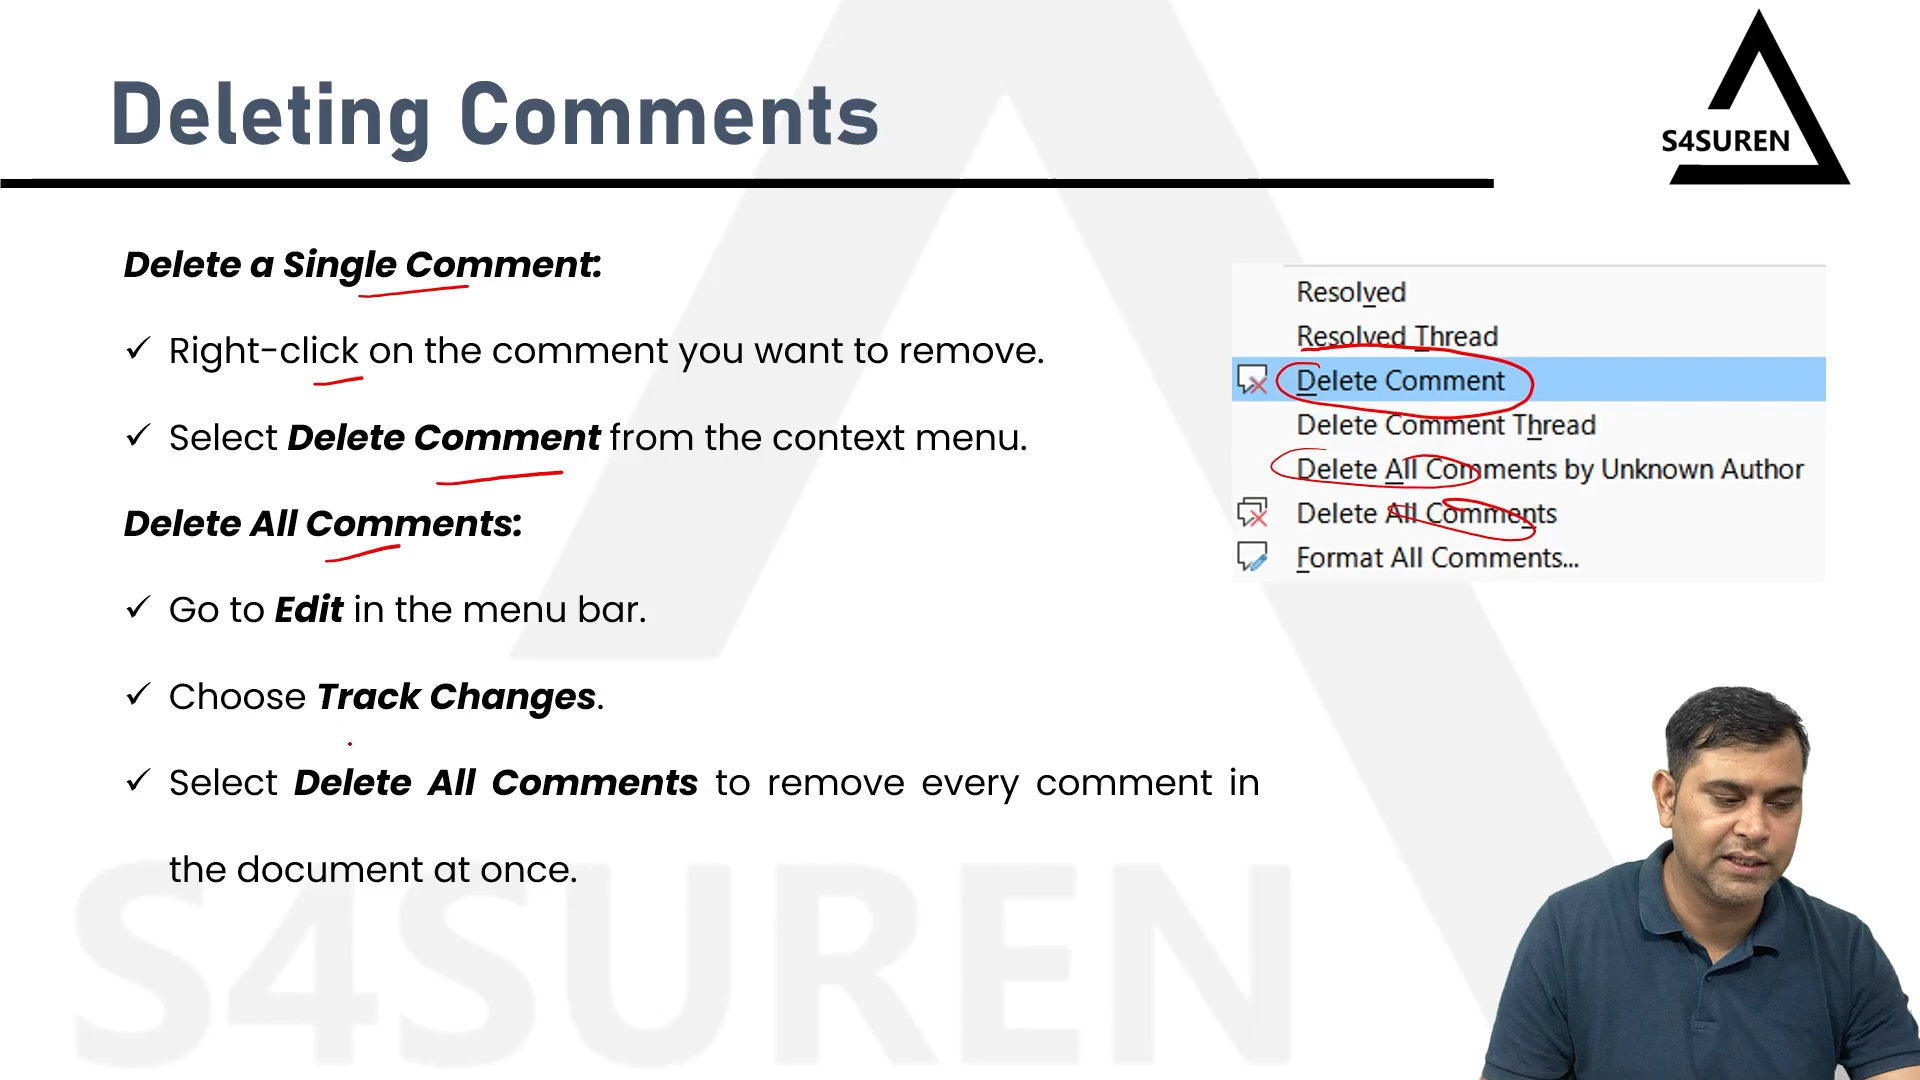 Deleting Comments
S4SUREN
Delete a Single Comment:
✓ Right-click on the comment you want to remove.
✓ Select Delete Comment from the context menu.
Delete All Comments:
✓ Go to Edit in the menu bar.
✓ Choose Track Changes.
✓ Select Delete All Comments to remove every comment in
the document at once.
Resolved
Resolved Thread
Delete Comment
Delete Comment Thread
Delete All Comments by Unknown Author
Delete All Comments
Format All Comments...
S4SUREN